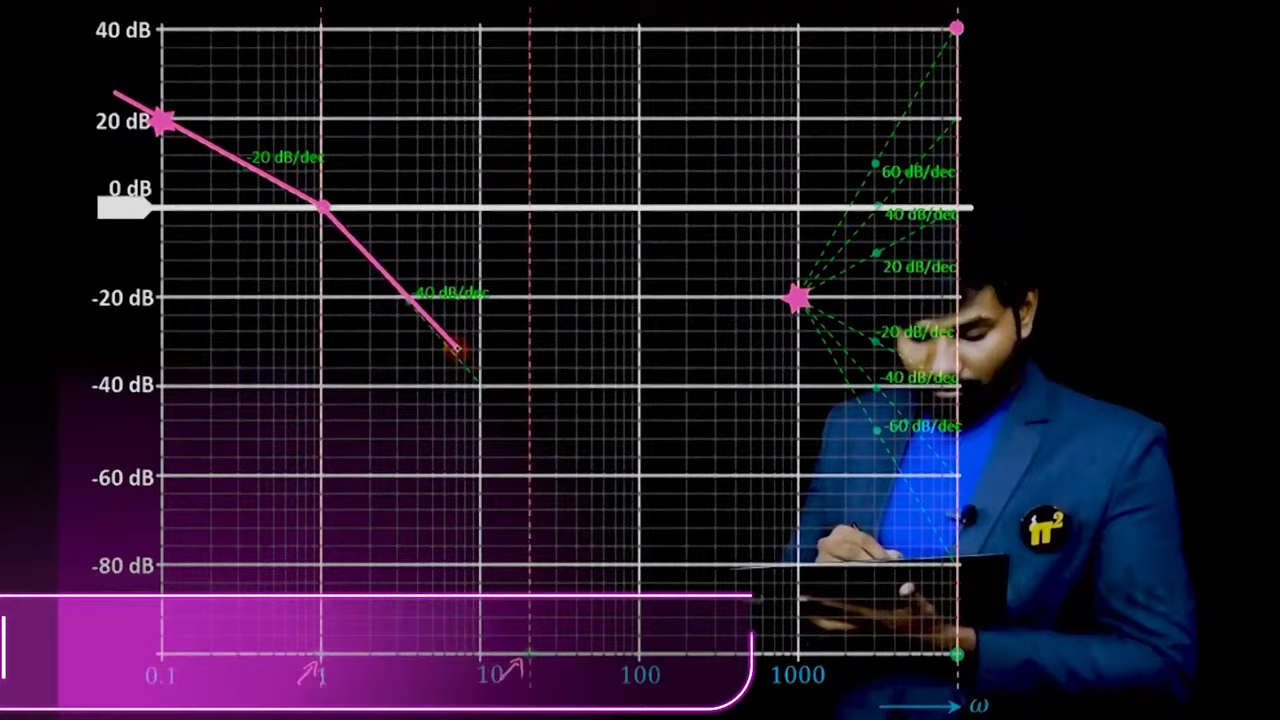 40 dB
20 dB
-20 dB/dec
60 dB/dec
0 dB
40 dB/dec
20 dB/dec
-20 dB
-40 dB/dec
-20 dB/dec
-40 dB
-40 dB/dec
-60 dB/dec
-60 dB
π²
-80 dB
0.1 1 10 100 1000
ω